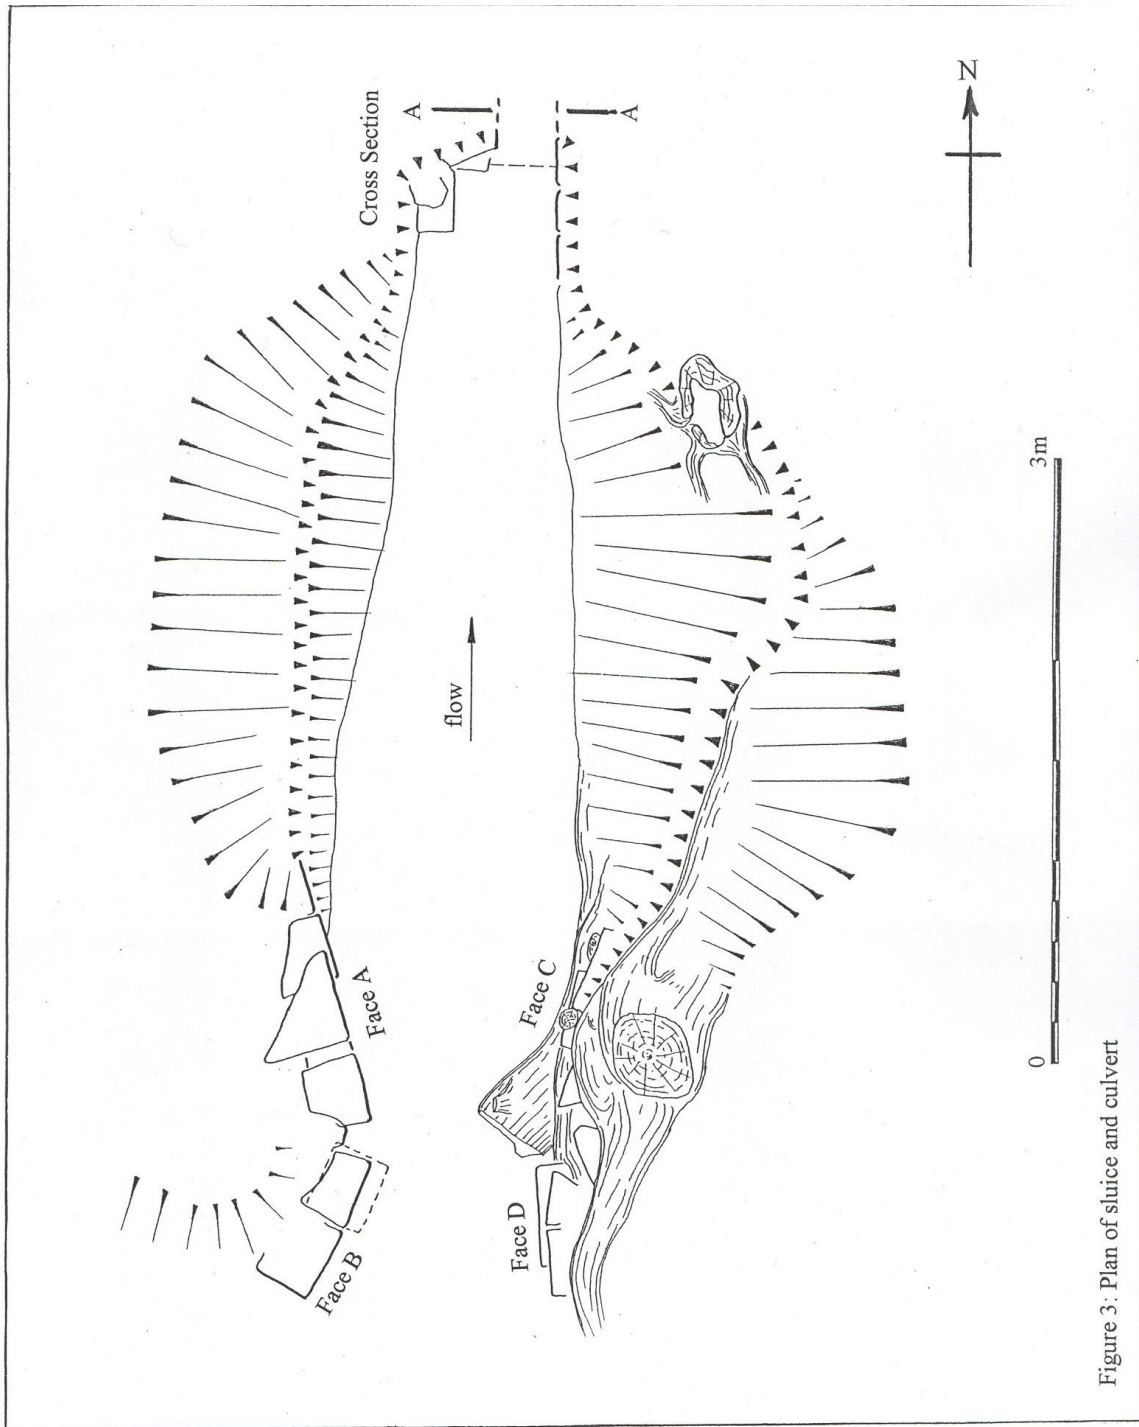 N
Cross Section
A
A
flow
Face A
Face B
Face C
Face D
0
3m
Figure 3: Plan of sluice and culvert